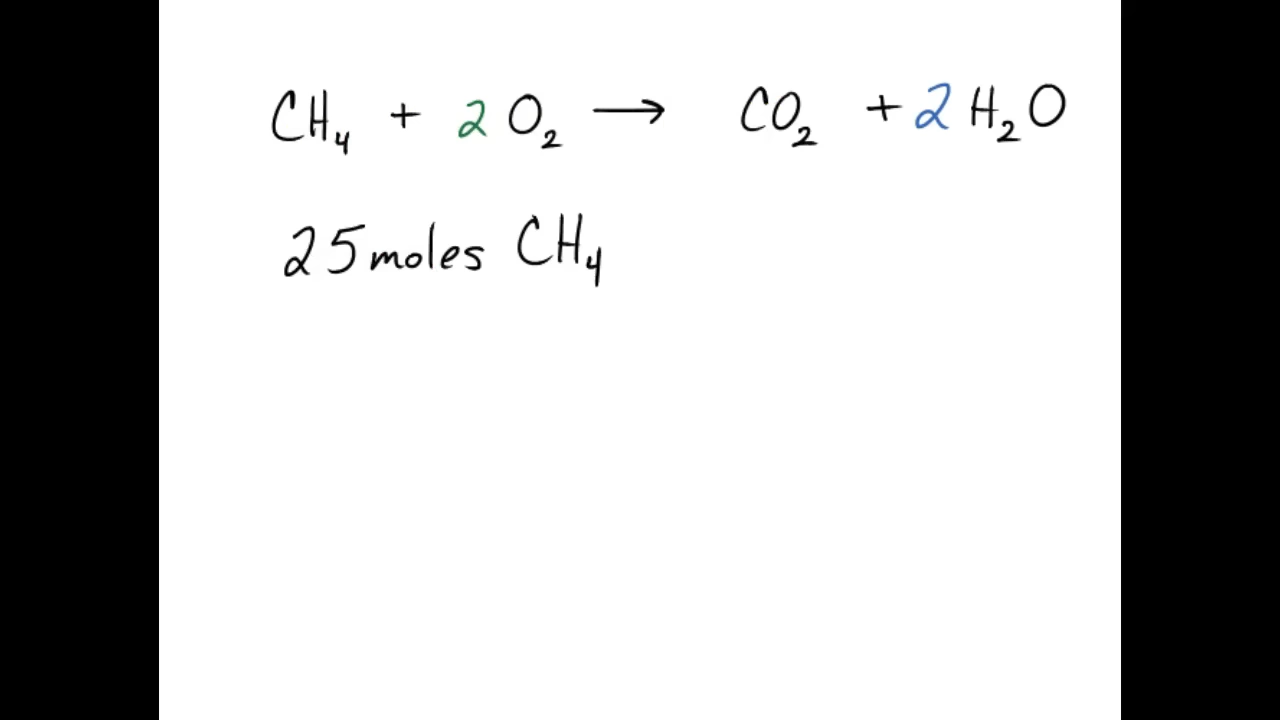 CH₄ + 2 O₂ → CO₂ + 2 H₂O
25 moles CH₄